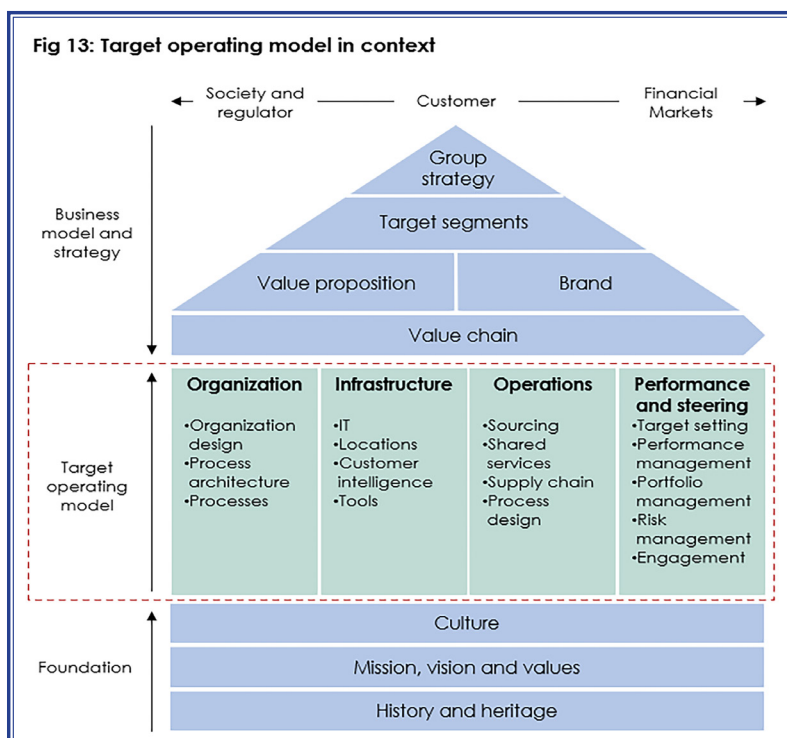 Fig 13: Target operating model in context
Society and
regulator
Customer
Financial
Markets
Business
model and
strategy
Group
strategy
Target segments
Value proposition
Brand
Value chain
Target
operating
model
Organization
•Organization
design
•Process
architecture
•Processes
Infrastructure
•IT
•Locations
•Customer
intelligence
•Tools
Operations
•Sourcing
•Shared
services
•Supply chain
•Process
design
Performance
and steering
•Target setting
•Performance
management
•Portfolio
management
•Risk
management
•Engagement
Foundation
Culture
Mission, vision and values
History and heritage